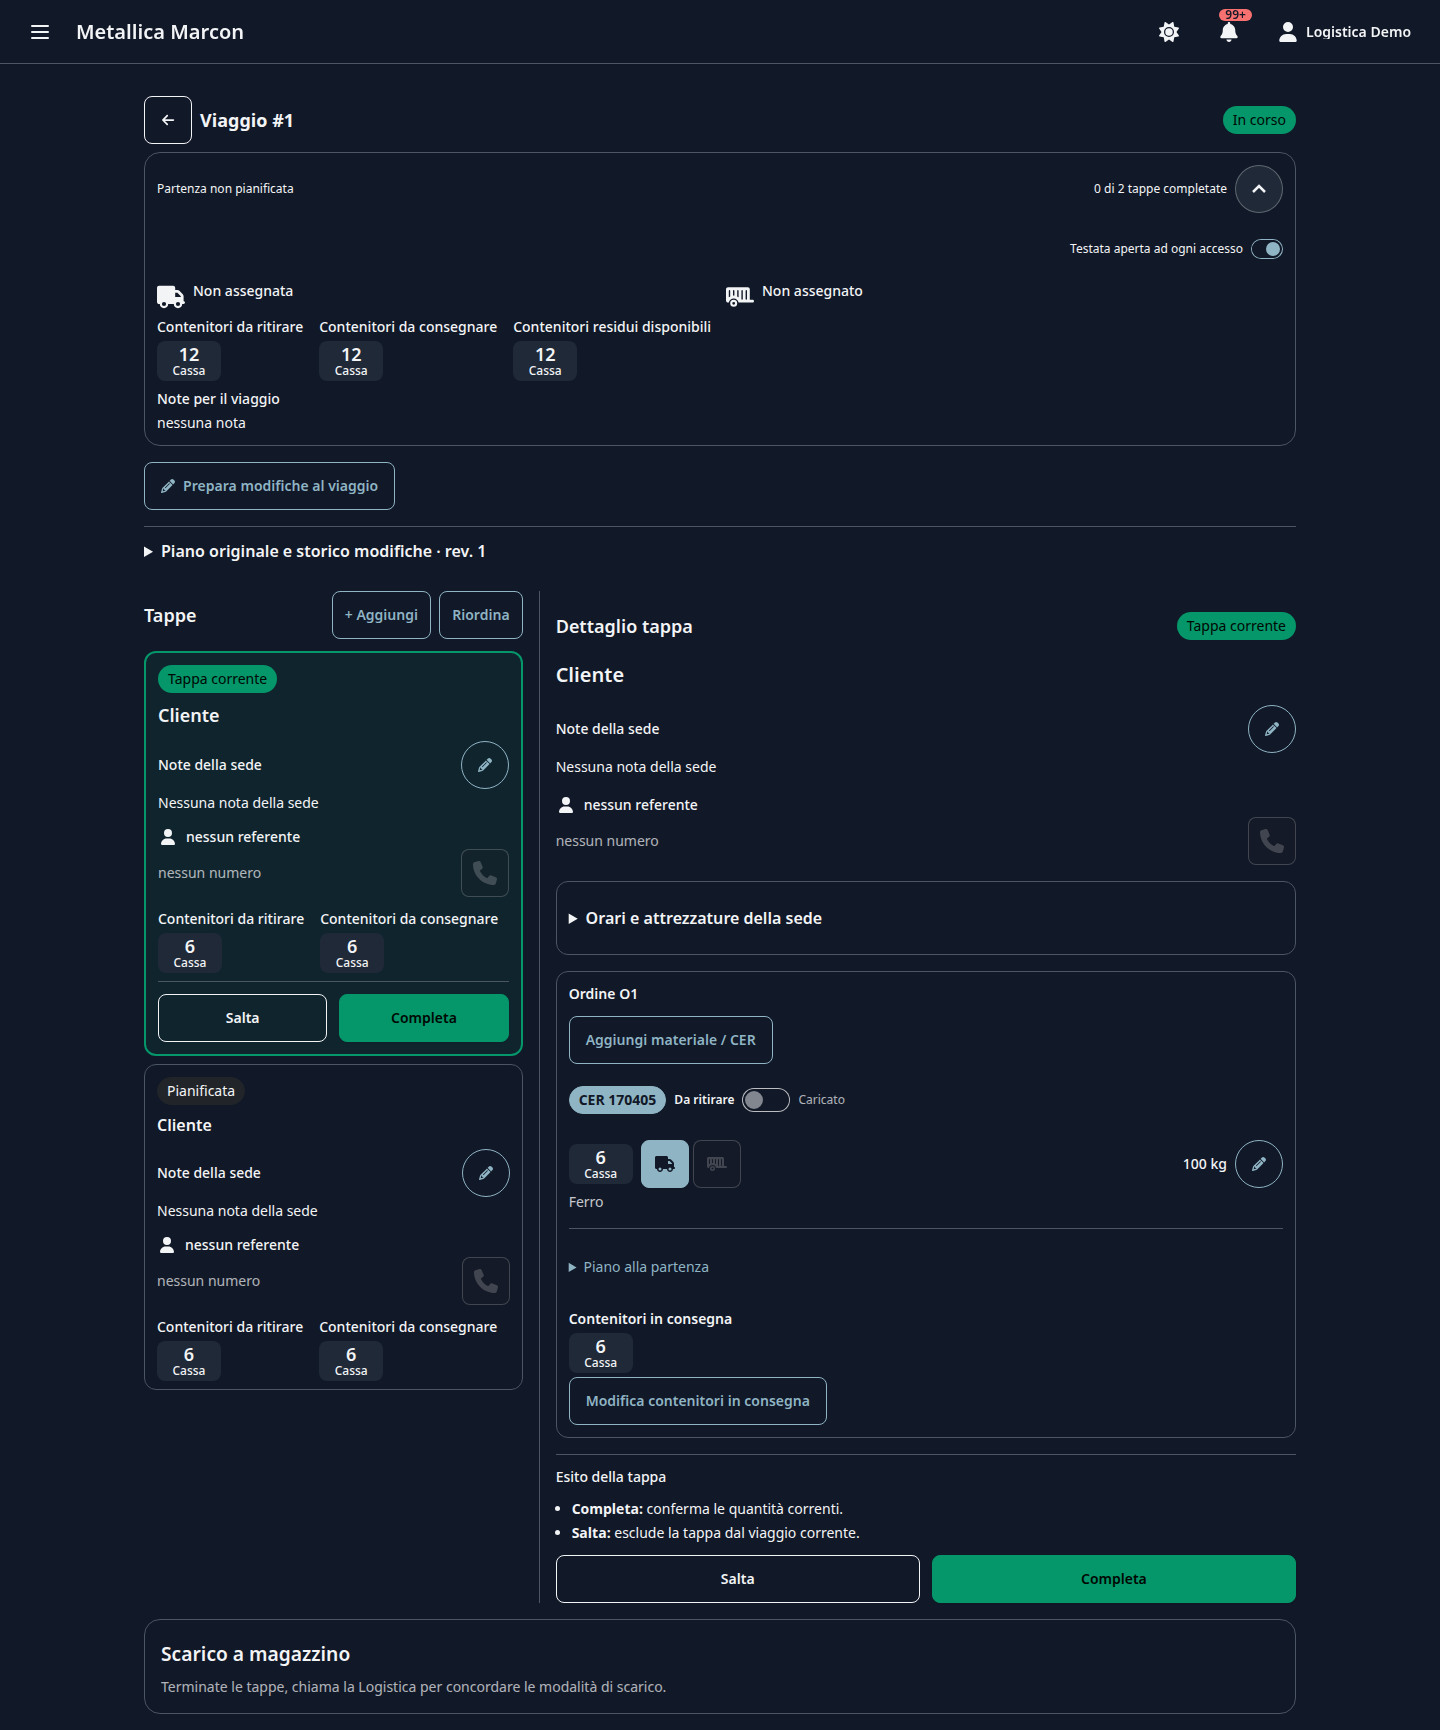 Metallica Marcon
99+
Logistica Demo
Viaggio #1
In corso
Partenza non pianificata
0 di 2 tappe completate
Testata aperta ad ogni accesso
Non assegnata
Non assegnato
Contenitori da ritirare
Contenitori da consegnare
Contenitori residui disponibili
12
Cassa
12
Cassa
12
Cassa
Note per il viaggio
nessuna nota
Prepara modifiche al viaggio
Piano originale e storico modifiche · rev. 1
Tappe
+ Aggiungi
Riordina
Tappa corrente
Cliente
Note della sede
Nessuna nota della sede
nessun referente
nessun numero
Contenitori da ritirare
Contenitori da consegnare
6
Cassa
6
Cassa
Salta
Completa
Pianificata
Cliente
Note della sede
Nessuna nota della sede
nessun referente
nessun numero
Contenitori da ritirare
Contenitori da consegnare
6
Cassa
6
Cassa
Dettaglio tappa
Tappa corrente
Cliente
Note della sede
Nessuna nota della sede
nessun referente
nessun numero
Orari e attrezzature della sede
Ordine O1
Aggiungi materiale / CER
CER 170405
Da ritirare
Caricato
6
Cassa
100 kg
Ferro
Piano alla partenza
Contenitori in consegna
6
Cassa
Modifica contenitori in consegna
Esito della tappa
• Completa: conferma le quantità correnti.
• Salta: esclude la tappa dal viaggio corrente.
Salta
Completa
Scarico a magazzino
Terminate le tappe, chiama la Logistica per concordare le modalità di scarico.